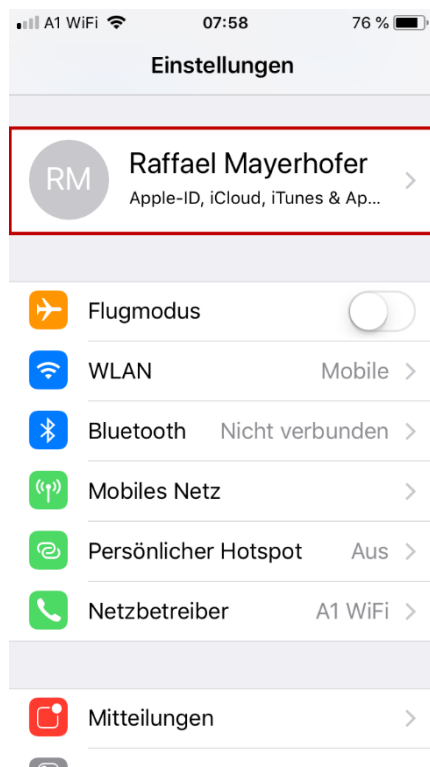 A1 WiFi 07:58 76 %
Einstellungen
RM
Raffael Mayerhofer
Apple-ID, iCloud, iTunes & Ap...
Flugmodus
WLAN Mobile
Bluetooth Nicht verbunden
Mobiles Netz
Persönlicher Hotspot Aus
Netzbetreiber A1 WiFi
Mitteilungen